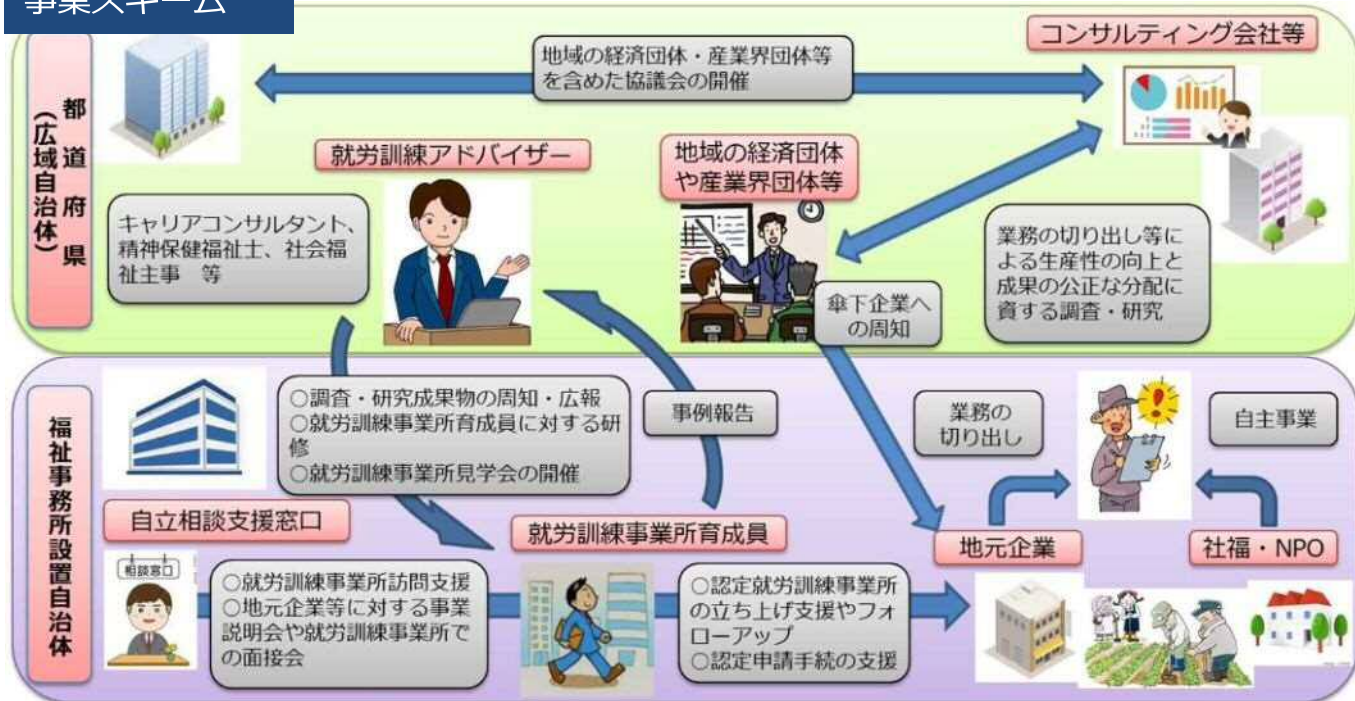 事業スキーム
都道府県
（広域自治体）
地域の経済団体・産業界団体等
を含めた協議会の開催
コンサルティング会社等
就労訓練アドバイザー
地域の経済団体
や産業界団体等
キャリアコンサルタント、
精神保健福祉士、社会福
祉主事　等
業務の切り出し等に
よる生産性の向上と
成果の公正な分配に
資する調査・研究
傘下企業へ
の周知
福祉事務所設置自治体
○調査・研究成果物の周知・広報
○就労訓練事業所育成員に対する研
修
○就労訓練事業所見学会の開催
事例報告
業務の
切り出し
自主事業
自立相談支援窓口
就労訓練事業所育成員
地元企業
社福・NPO
相談窓口
○就労訓練事業所訪問支援
○地元企業等に対する事業
説明会や就労訓練事業所で
の面接会
○認定就労訓練事業所
の立ち上げ支援やフォ
ローアップ
○認定申請手続の支援